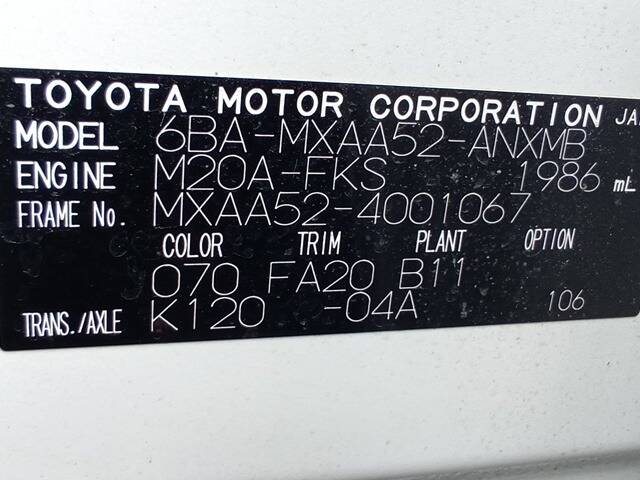 TOYOTA MOTOR CORPORATION JA
MODEL 6BA-MXAA52-ANXMB
ENGINE M20A-FKS 1986 mL
FRAME No. MXAA52-4001067
COLOR TRIM PLANT OPTION
070 FA20 B11
TRANS./AXLE K120 -04A 106